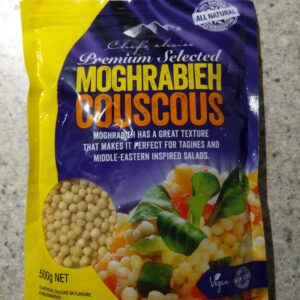 ALL NATURAL
Chef's choice
Premium Selected
MOGHRABIEH
COUSCOUS
MOGHRABIEH HAS A GREAT TEXTURE
THAT MAKES IT PERFECT FOR TAGINES AND
MIDDLE-EASTERN INSPIRED SALADS.
500g NET
Vegan